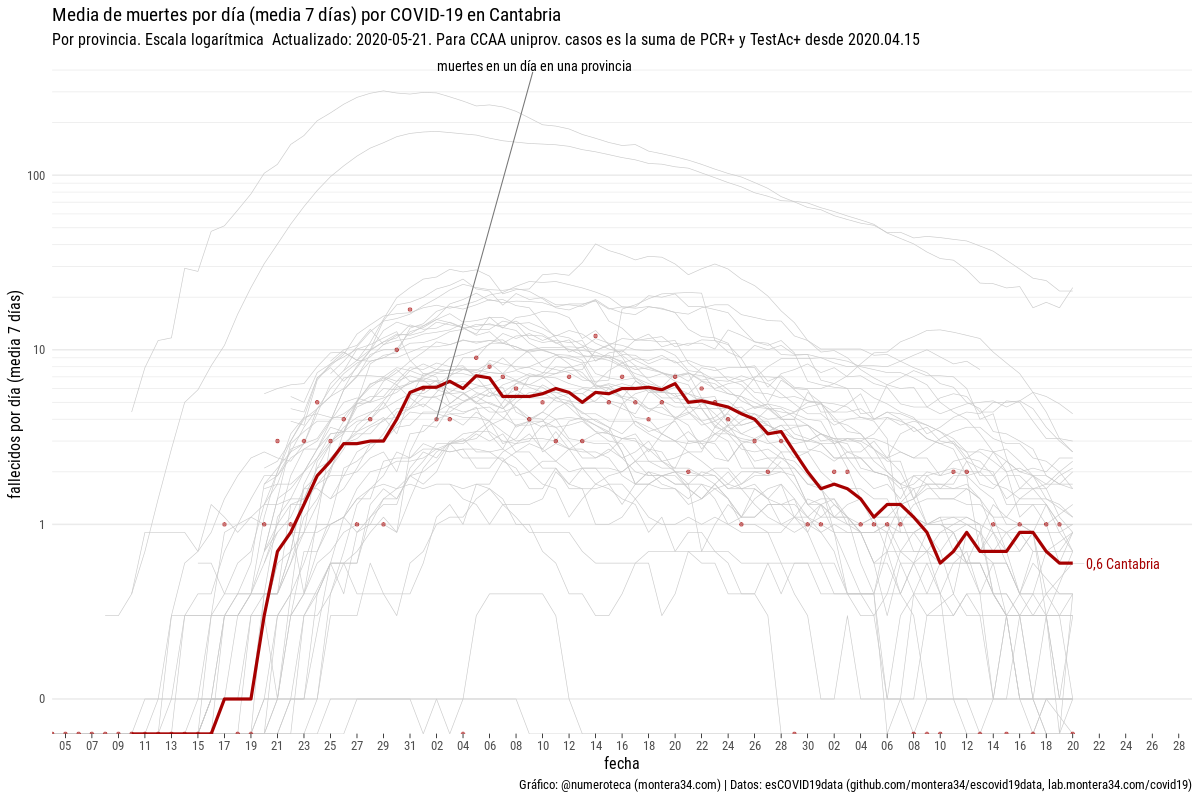 Media de muertes por día (media 7 días) por COVID-19 en Cantabria
Por provincia. Escala logarítmica  Actualizado: 2020-05-21. Para CCAA uniprov. casos es la suma de PCR+ y TestAc+ desde 2020.04.15
muertes en un día en una provincia
fallecidos por día (media  7 días)
100
10
1
0
0,6 Cantabria
05 07 09 11 13 15 17 19 21 23 25 27 29 31 02 04 06 08 10 12 14 16 18 20 22 24 26 28 30 02 04 06 08 10 12 14 16 18 20 22 24 26 28
fecha
Gráfico: @numeroteca (montera34.com) | Datos: esCOVID19data (github.com/montera34/escovid19data, lab.montera34.com/covid19)